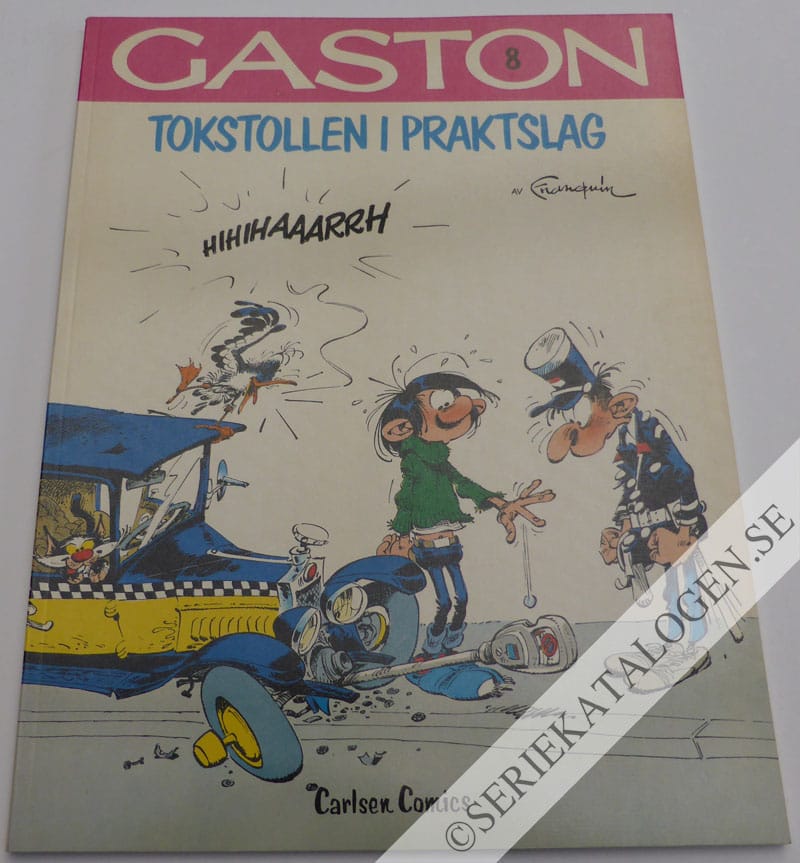 GASTON
8
TOKSTOLLEN I PRAKTSLAG
AV Franquin
HIHIHAAARRH
Carlsen Comics
© SERIEKATALOGEN.SE